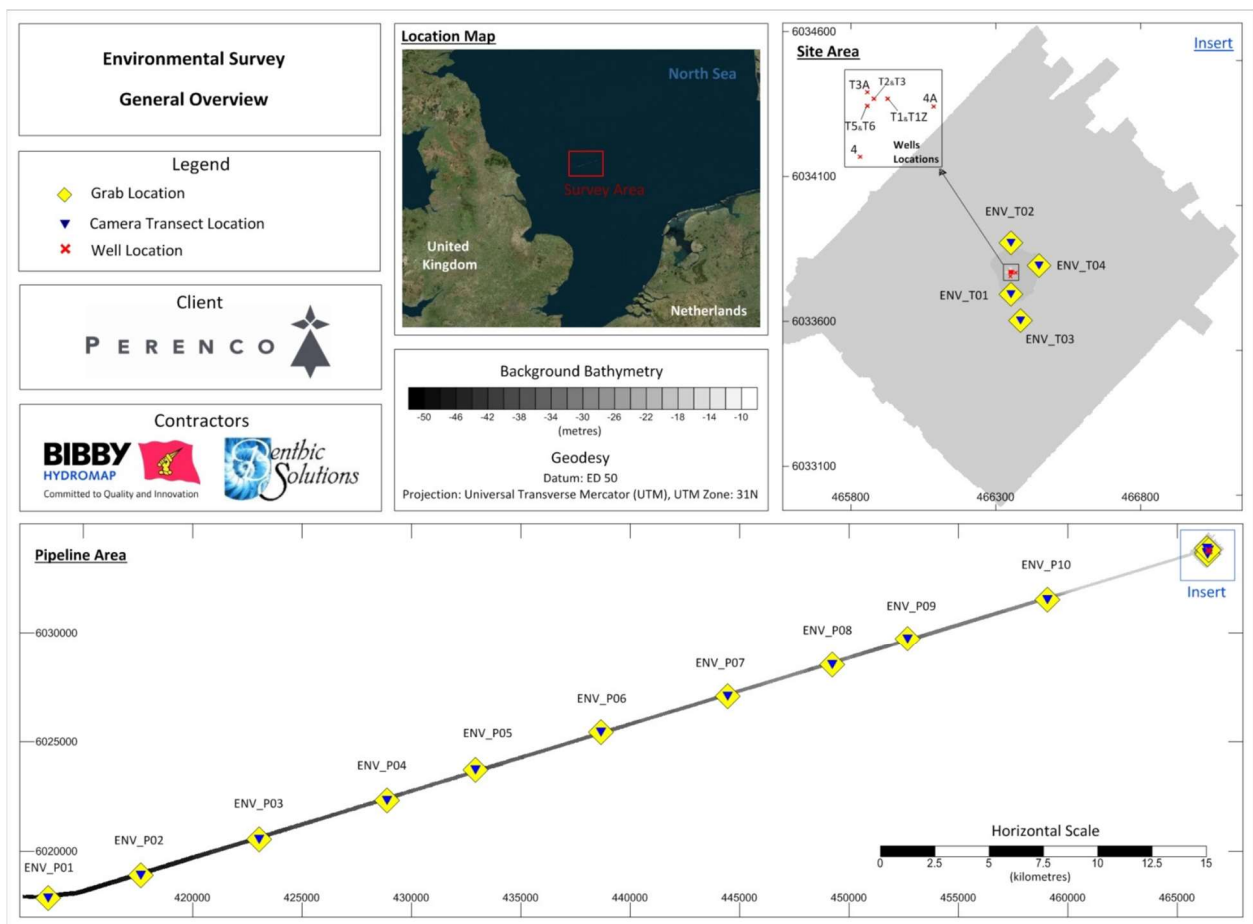 Environmental Survey
General Overview
Legend
Grab Location
Camera Transect Location
Well Location
Client
PERENCO
Contractors
BIBBY
HYDROMAP
Committed to Quality and Innovation
Benthic
Solutions
Location Map
North Sea
Survey Area
United
Kingdom
Netherlands
Background Bathymetry
-50 -46 -42 -38 -34 -30 -26 -22 -18 -14 -10
(metres)
Geodesy
Datum: ED 50
Projection: Universal Transverse Mercator (UTM), UTM Zone: 31N
Site Area
Insert
6034600
6034100
6033600
6033100
465800 466300 466800
T3A
T2&T3
4A
T5&T6
T1&T1Z
4
Wells
Locations
ENV_T02
ENV_T04
ENV_T01
ENV_T03
Pipeline Area
6030000
6025000
6020000
ENV_P01
ENV_P02
ENV_P03
ENV_P04
ENV_P05
ENV_P06
ENV_P07
ENV_P08
ENV_P09
ENV_P10
Insert
Horizontal Scale
0 2.5 5 7.5 10 12.5 15
(kilometres)
420000 425000 430000 435000 440000 445000 450000 455000 460000 465000